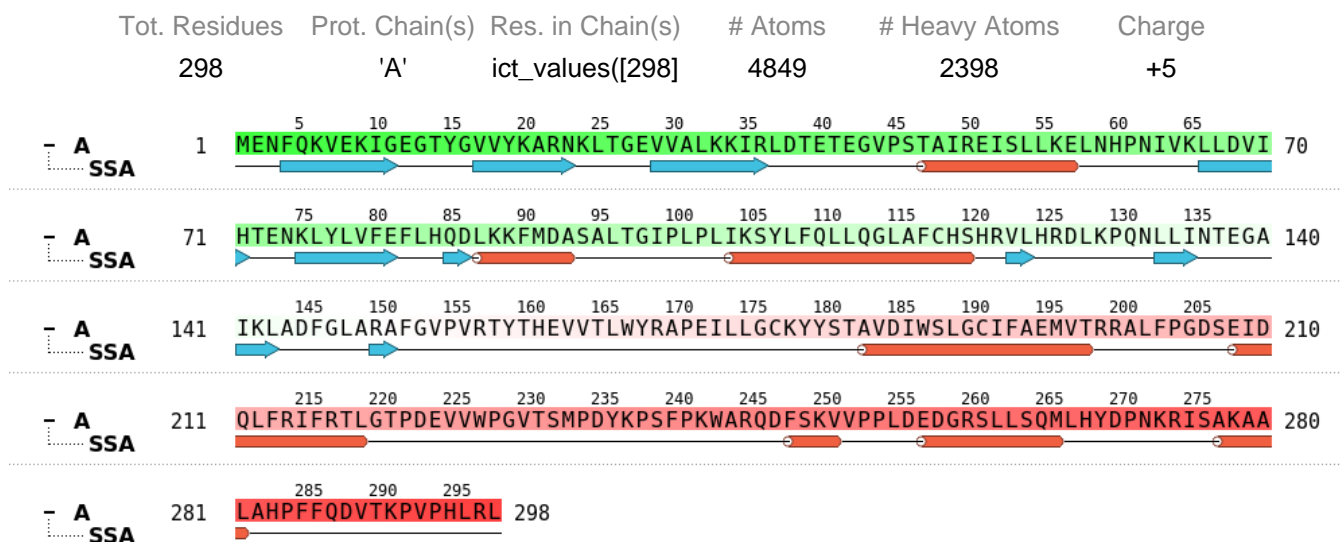 Tot. Residues Prot. Chain(s) Res. in Chain(s) # Atoms # Heavy Atoms Charge
298 'A' ict_values([298] 4849 2398 +5
5 10 15 20 25 30 35 40 45 50 55 60 65
A 1 MENFQKVEKIGEGTYGVVYKARNKLTGEVVALKKIRLDTETEGVPSTAIREISLLKELNHPNIVKLLDVI 70
SSA
75 80 85 90 95 100 105 110 115 120 125 130 135
A 71 HTENKLYLVFEFLHQDLKKFMDASALTGIPLPLIKSYLFQLLQGLAFCHSHRVLHRDLKPQNLLINTEGA 140
SSA
145 150 155 160 165 170 175 180 185 190 195 200 205
A 141 IKLADFGLARAFGVPVRTYTHEVVTLWYRAPEILLGCKYYSTAVDIWSLGCIFAEMVTRRALFPGDSEID 210
SSA
215 220 225 230 235 240 245 250 255 260 265 270 275
A 211 QLFRIFRTLGTPDEVVWPGVTSMPDYKPSFPKWARQDFSKVVPPLDEDGRSLLSQMLHYDPNKRISAKAA 280
SSA
285 290 295
A 281 LAHPFFQDVTKPVPHLRL 298
SSA